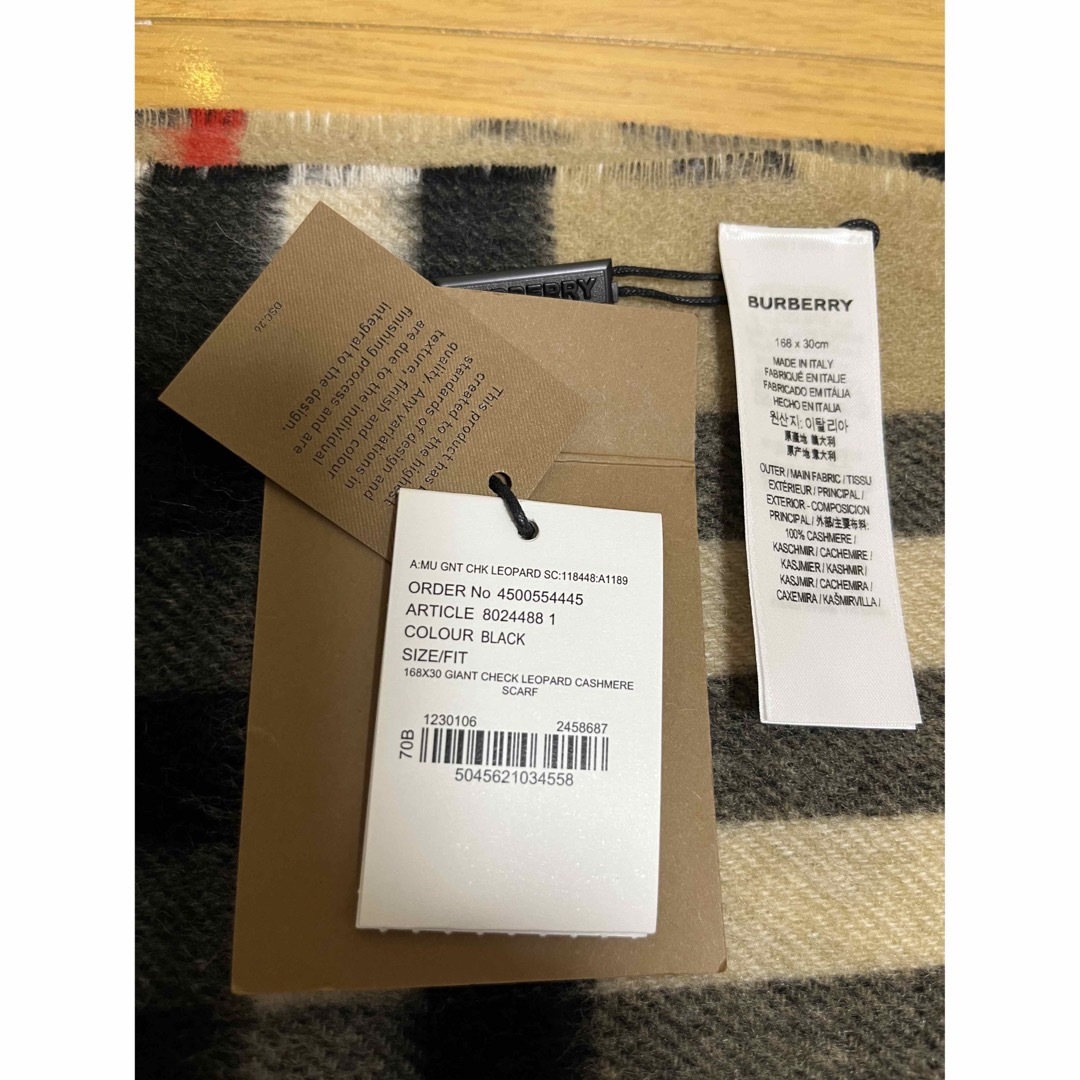 DSC.26
This product has
created to the highest
standards of design and
quality. Any variations in
texture, finish and colour
are due to the individual
finishing process and are
integral to the design.
BURBERRY
A:MU GNT CHK LEOPARD SC:118448:A1189
ORDER No 4500554445
ARTICLE 8024488 1
COLOUR BLACK
SIZE/FIT
168X30 GIANT CHECK LEOPARD CASHMERE
SCARF
1230106 2458687
70B
5045621034558
BURBERRY
168 x 30cm
MADE IN ITALY
FABRIQUÉ EN ITALIE
FABRICADO EM ITÁLIA
HECHO EN ITALIA
원산지: 이탈리아
原產地 義大利
原产地 意大利
OUTER / MAIN FABRIC / TISSU
EXTÉRIEUR / PRINCIPAL /
EXTERIOR - COMPOSICION
PRINCIPAL / 外部/主要布料:
100% CASHMERE /
KASCHMIR / CACHEMIRE /
KASJMIER / KASHMIR /
KASJMIR / CACHEMIRA /
CAXEMIRA / KAŠMIRVILLA /